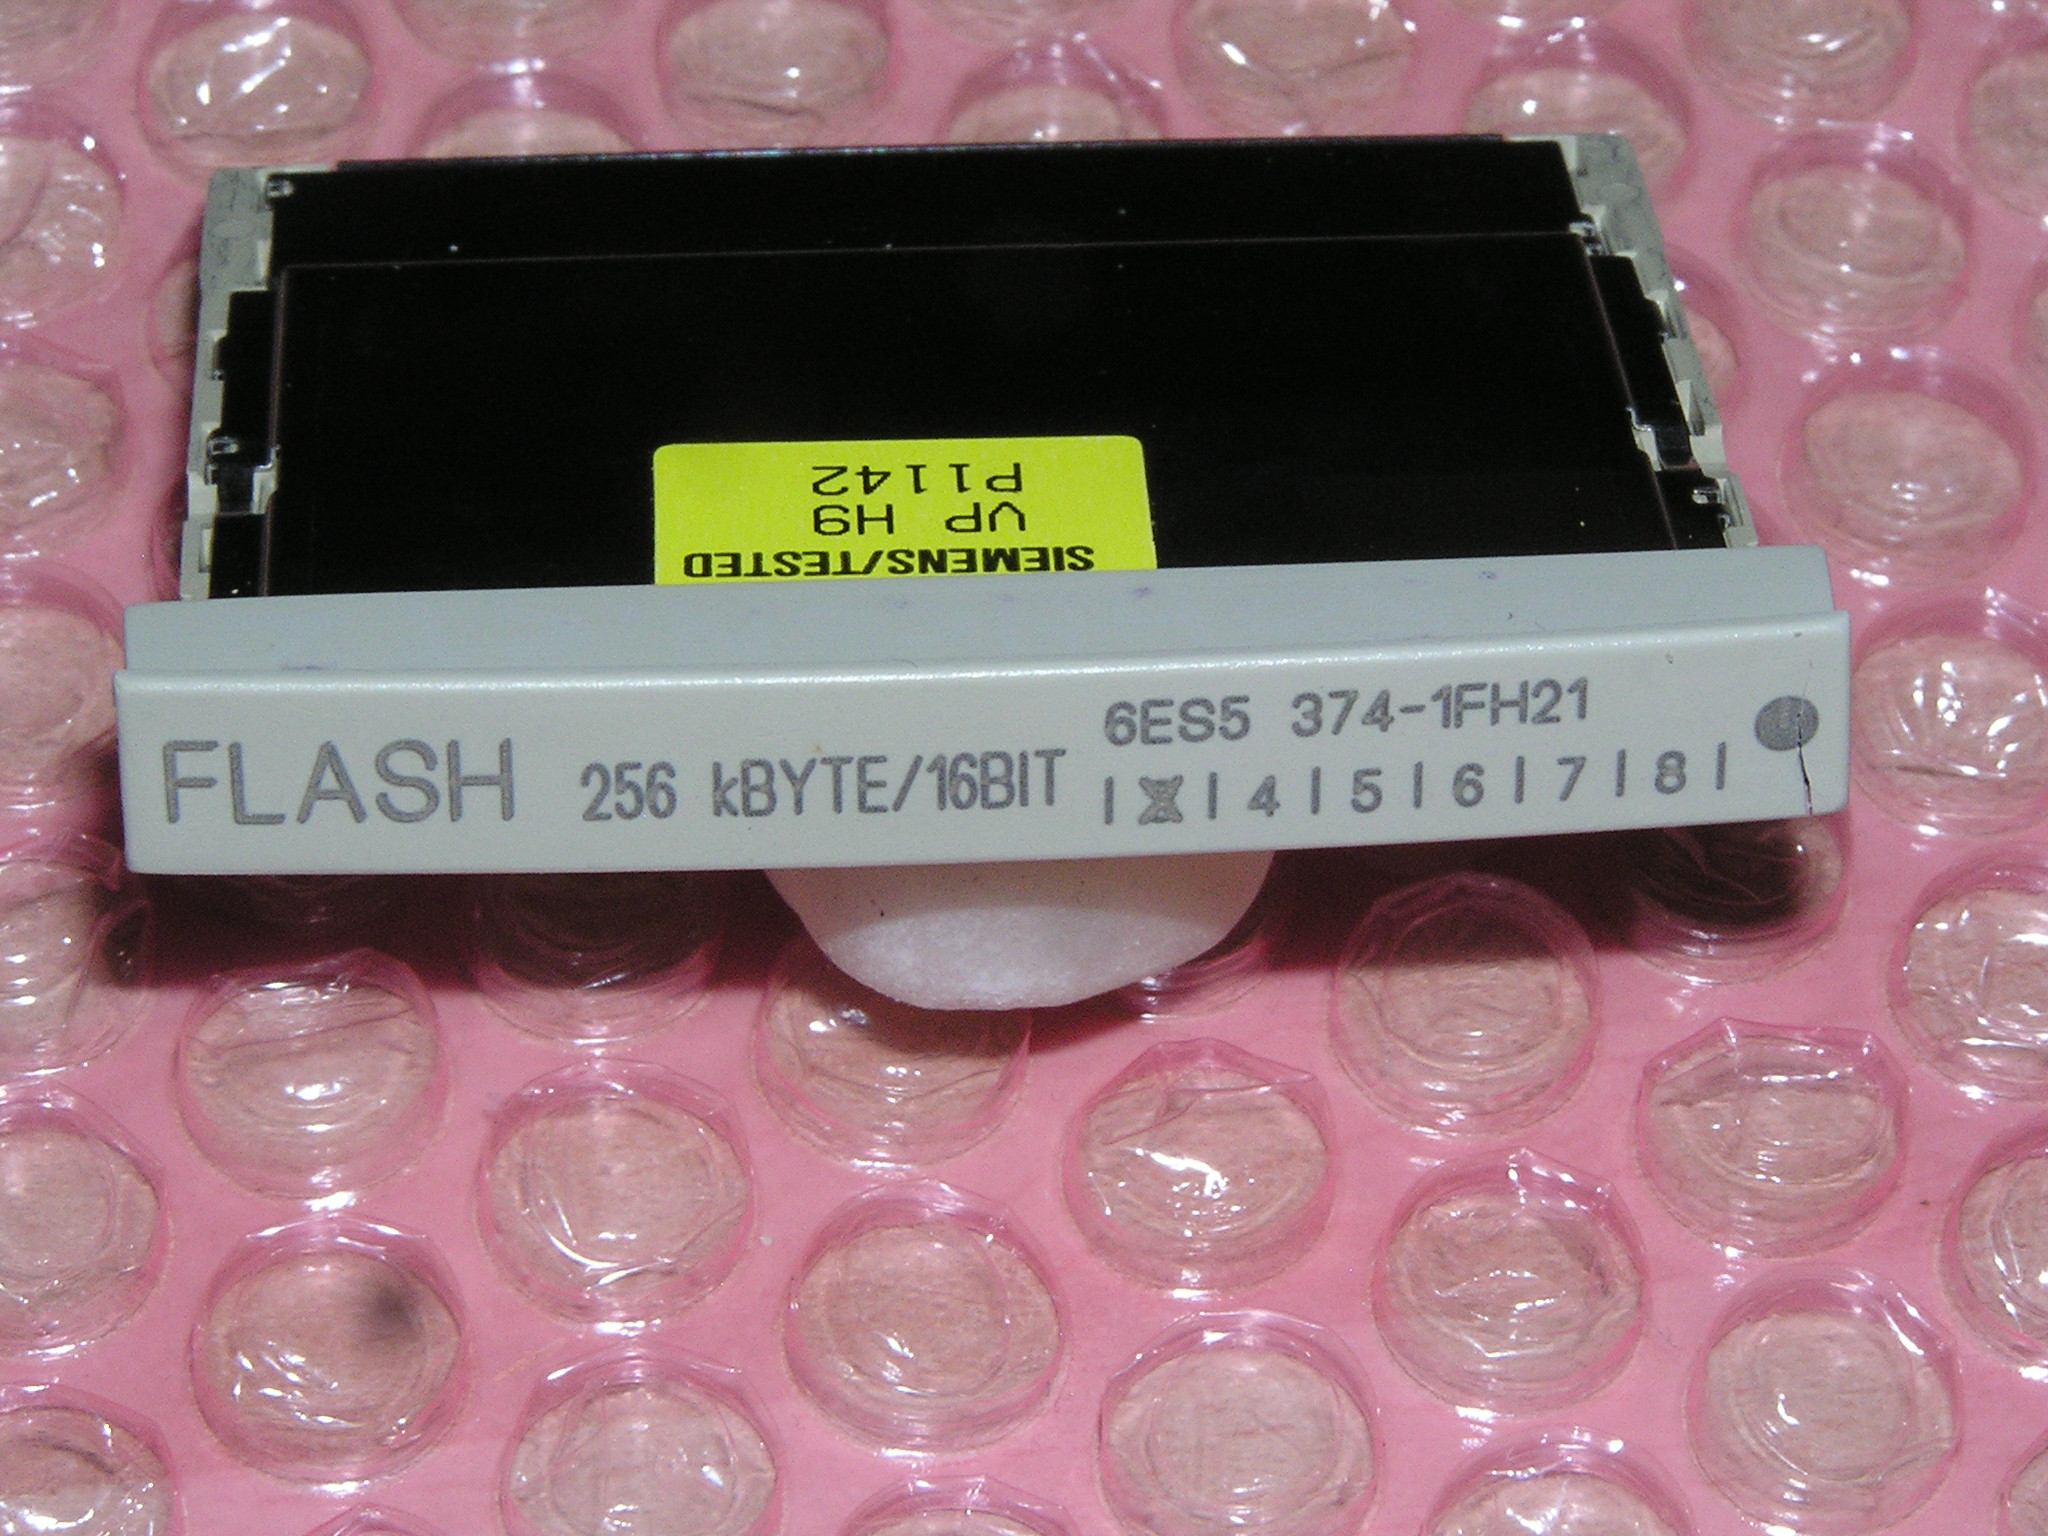 SIEMENS/TESTED
VP H9
P1142
FLASH 256 kBYTE/16BIT
6ES5 374-1FH21
| | 4 | 5 | 6 | 7 | 8 |